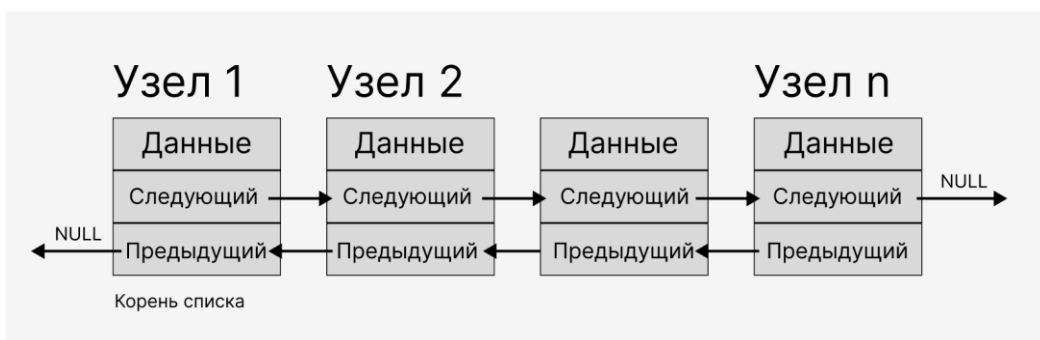 Узел 1 Узел 2 Узел n
Данные Данные Данные Данные
Следующий Следующий Следующий Следующий NULL
NULL Предыдущий Предыдущий Предыдущий Предыдущий
Корень списка